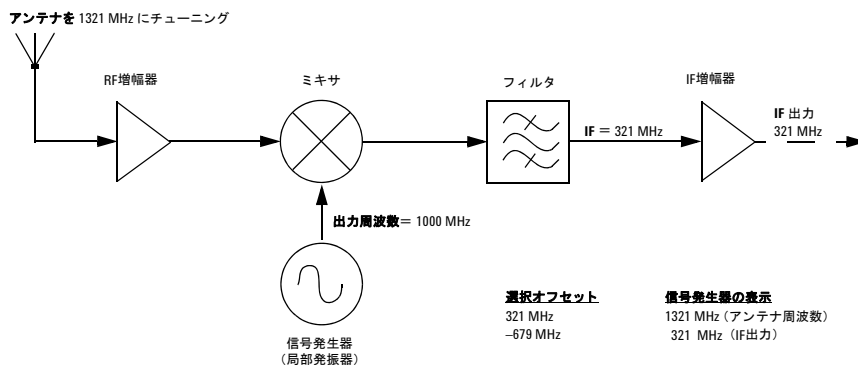 アンテナを 1321 MHz にチューニング
RF増幅器
ミキサ
フィルタ
IF増幅器
IF = 321 MHz
IF 出力
321 MHz
出力周波数= 1000 MHz
信号発生器
(局部発振器)
選択オフセット
321 MHz
–679 MHz
信号発生器の表示
1321 MHz (アンテナ周波数)
321 MHz (IF出力)